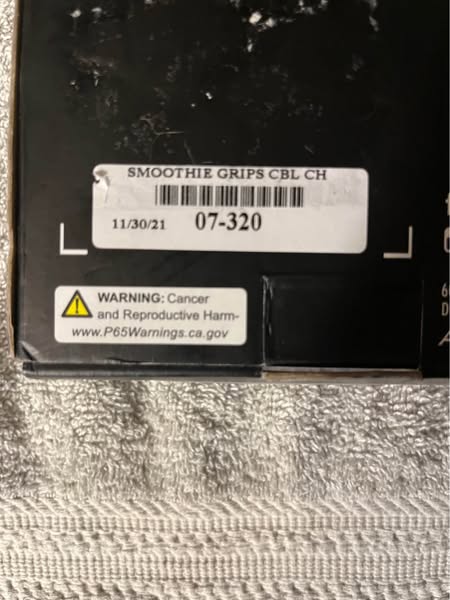 SMOOTHIE GRIPS CBL CH
11/30/21 07-320
WARNING: Cancer
and Reproductive Harm-
www.P65Warnings.ca.gov